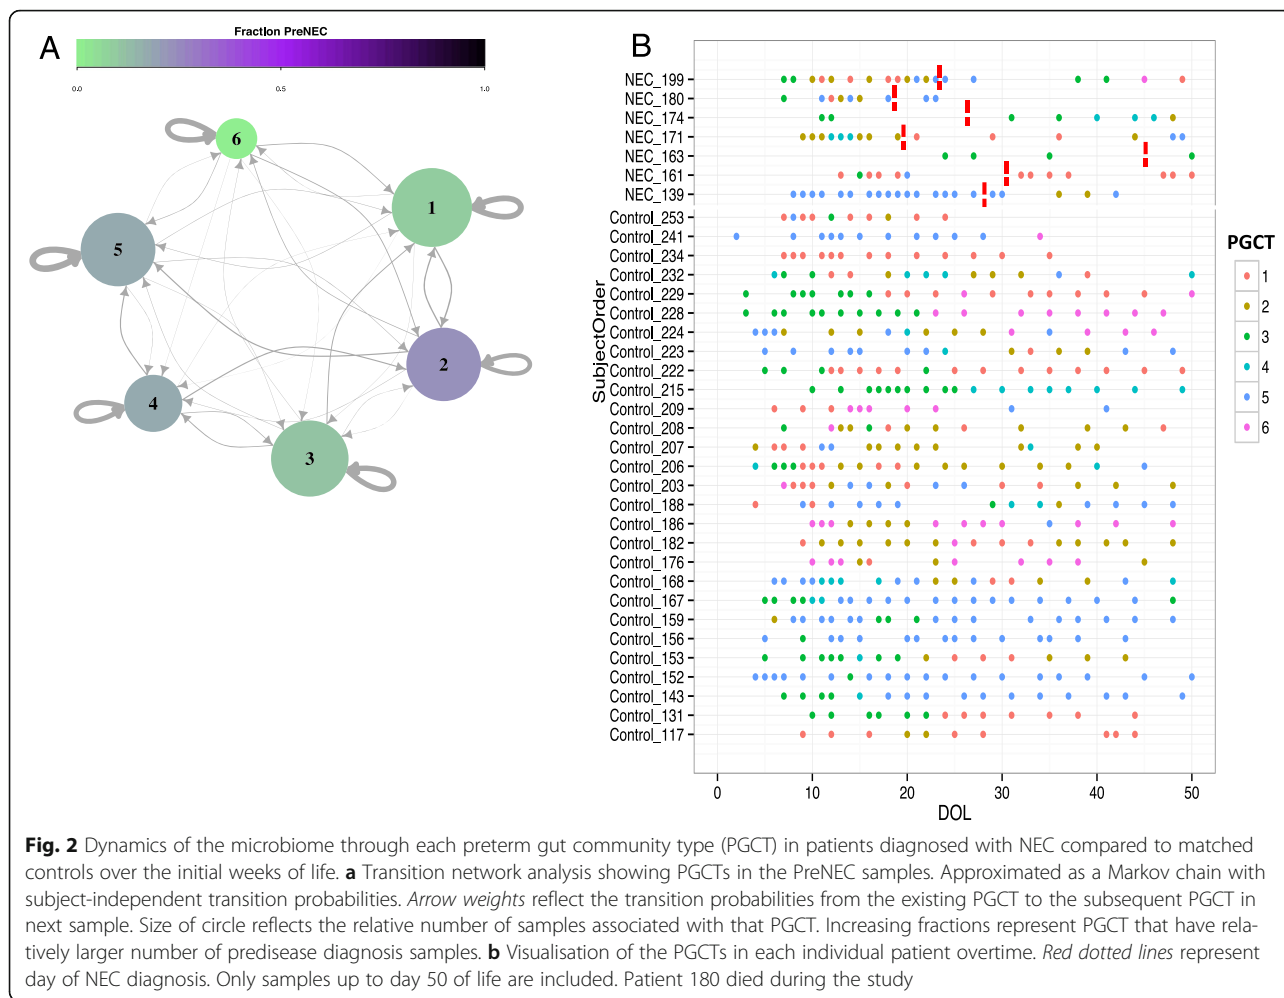 A
Fraction PreNEC
0.0
0.5
1.0
6
1
5
2
4
3
B
NEC_199
NEC_180
NEC_174
NEC_171
NEC_163
NEC_161
NEC_139
Control_253
Control_241
Control_234
Control_232
Control_229
Control_228
Control_224
Control_223
Control_222
Control_215
Control_209
Control_208
Control_207
Control_206
Control_203
Control_188
Control_186
Control_182
Control_176
Control_168
Control_167
Control_159
Control_156
Control_153
Control_152
Control_143
Control_131
Control_117
SubjectOrder
0 10 20 30 40 50
DOL
PGCT
1
2
3
4
5
6
Fig. 2 Dynamics of the microbiome through each preterm gut community type (PGCT) in patients diagnosed with NEC compared to matched
controls over the initial weeks of life. a Transition network analysis showing PGCTs in the PreNEC samples. Approximated as a Markov chain with
subject-independent transition probabilities. Arrow weights reflect the transition probabilities from the existing PGCT to the subsequent PGCT in
next sample. Size of circle reflects the relative number of samples associated with that PGCT. Increasing fractions represent PGCT that have rela-
tively larger number of predisease diagnosis samples. b Visualisation of the PGCTs in each individual patient overtime. Red dotted lines represent
day of NEC diagnosis. Only samples up to day 50 of life are included. Patient 180 died during the study